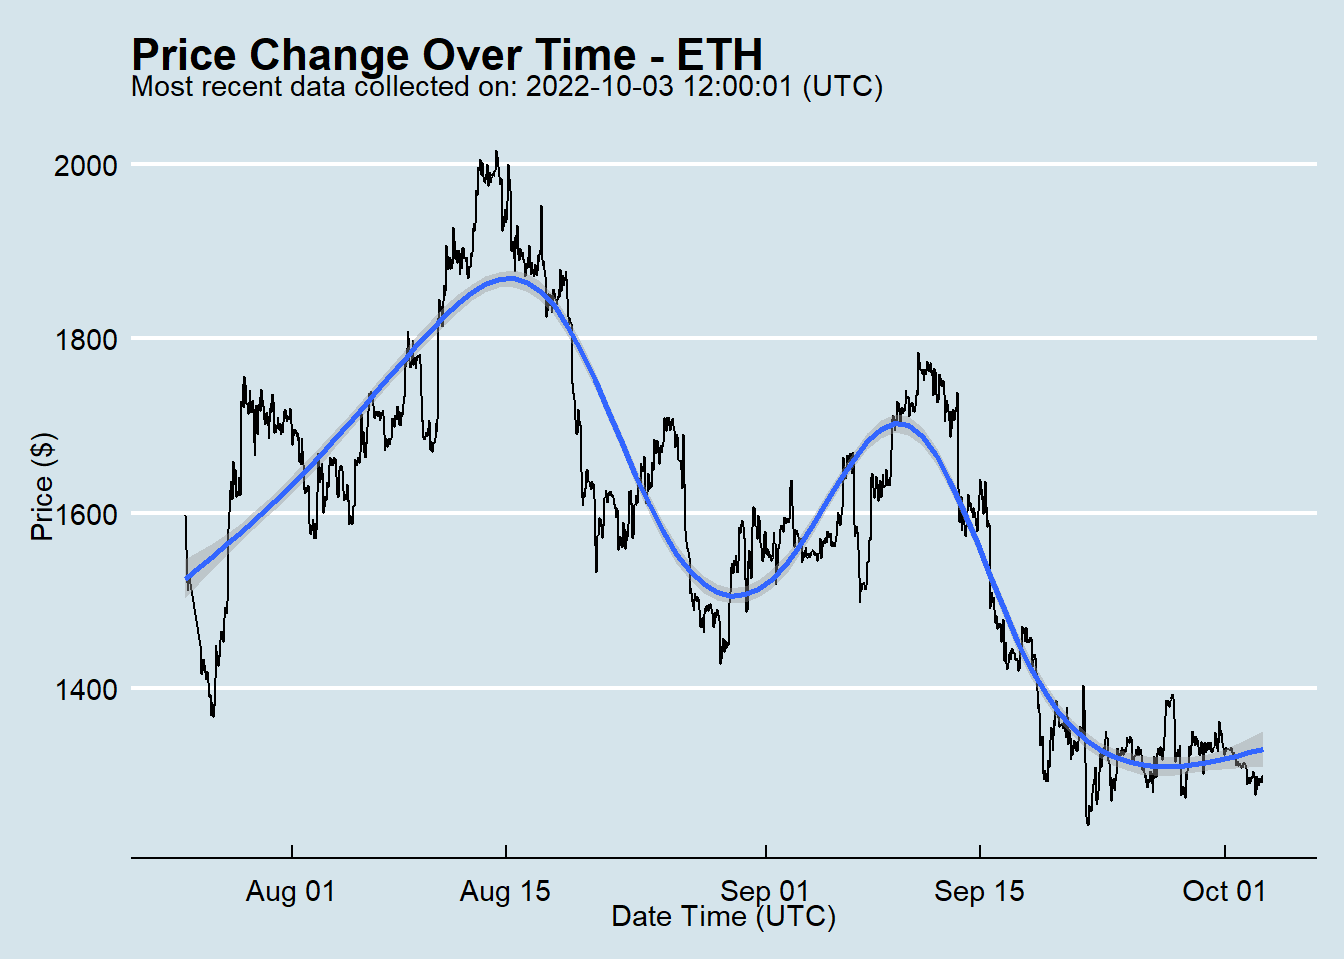 Price Change Over Time - ETH
Most recent data collected on: 2022-10-03 12:00:01 (UTC)
Price ($)
2000
1800
1600
1400
Aug 01
Aug 15
Sep 01
Sep 15
Oct 01
Date Time (UTC)